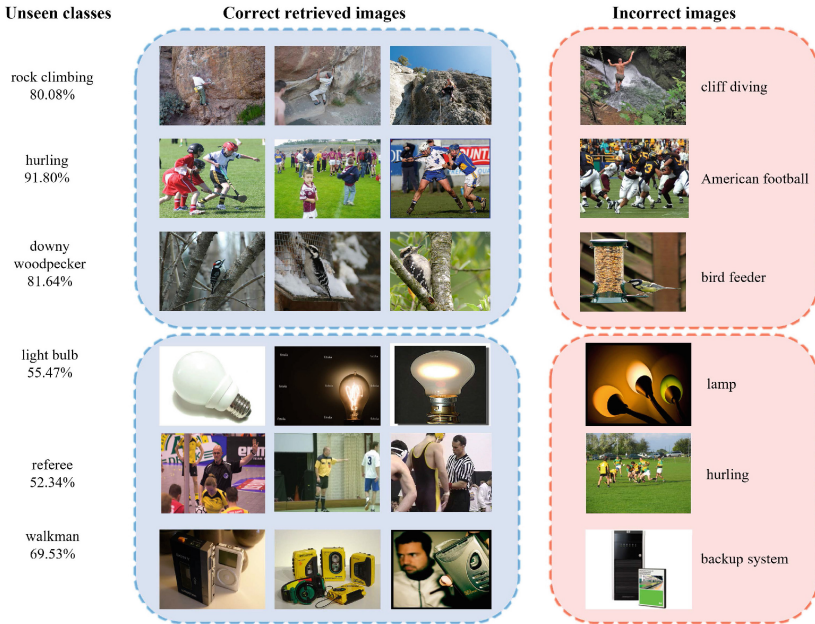 Unseen classes
Correct retrieved images
Incorrect images
rock climbing
80.08%
cliff diving
hurling
91.80%
American football
downy
woodpecker
81.64%
bird feeder
light bulb
55.47%
lamp
referee
52.34%
3
hurling
walkman
69.53%
backup system